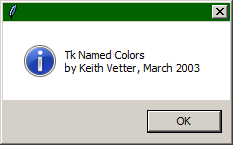 Tk Named Colors
by Keith Vetter, March 2003
OK